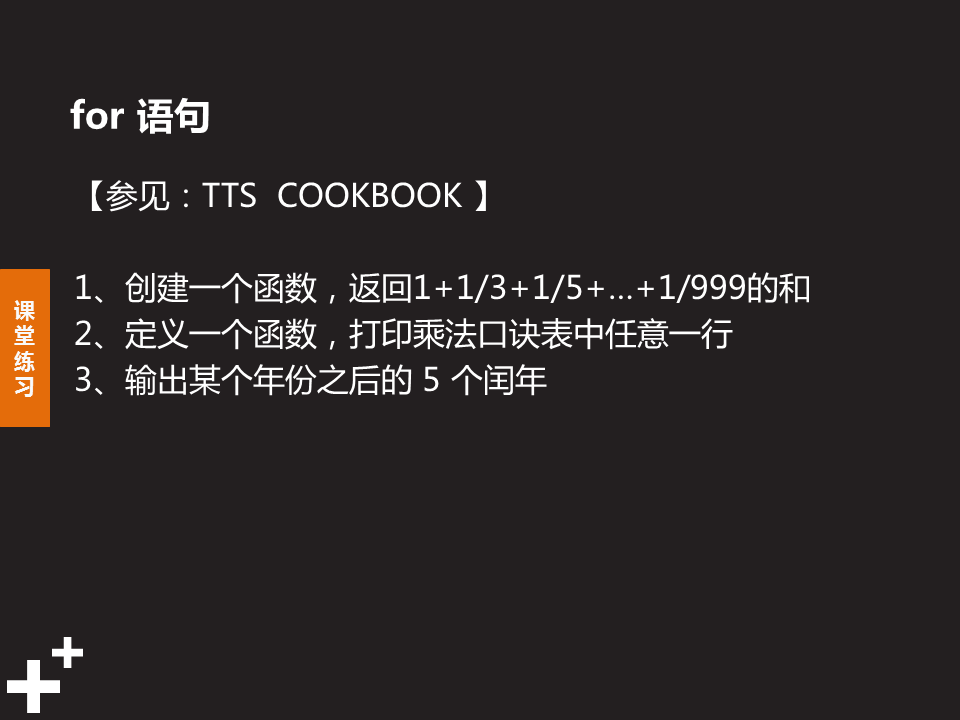 for 语句
【参见：TTS COOKBOOK 】
1、创建一个函数，返回1+1/3+1/5+…+1/999的和
2、定义一个函数，打印乘法口诀表中任意一行
3、输出某个年份之后的 5 个闰年
课
堂
练
习